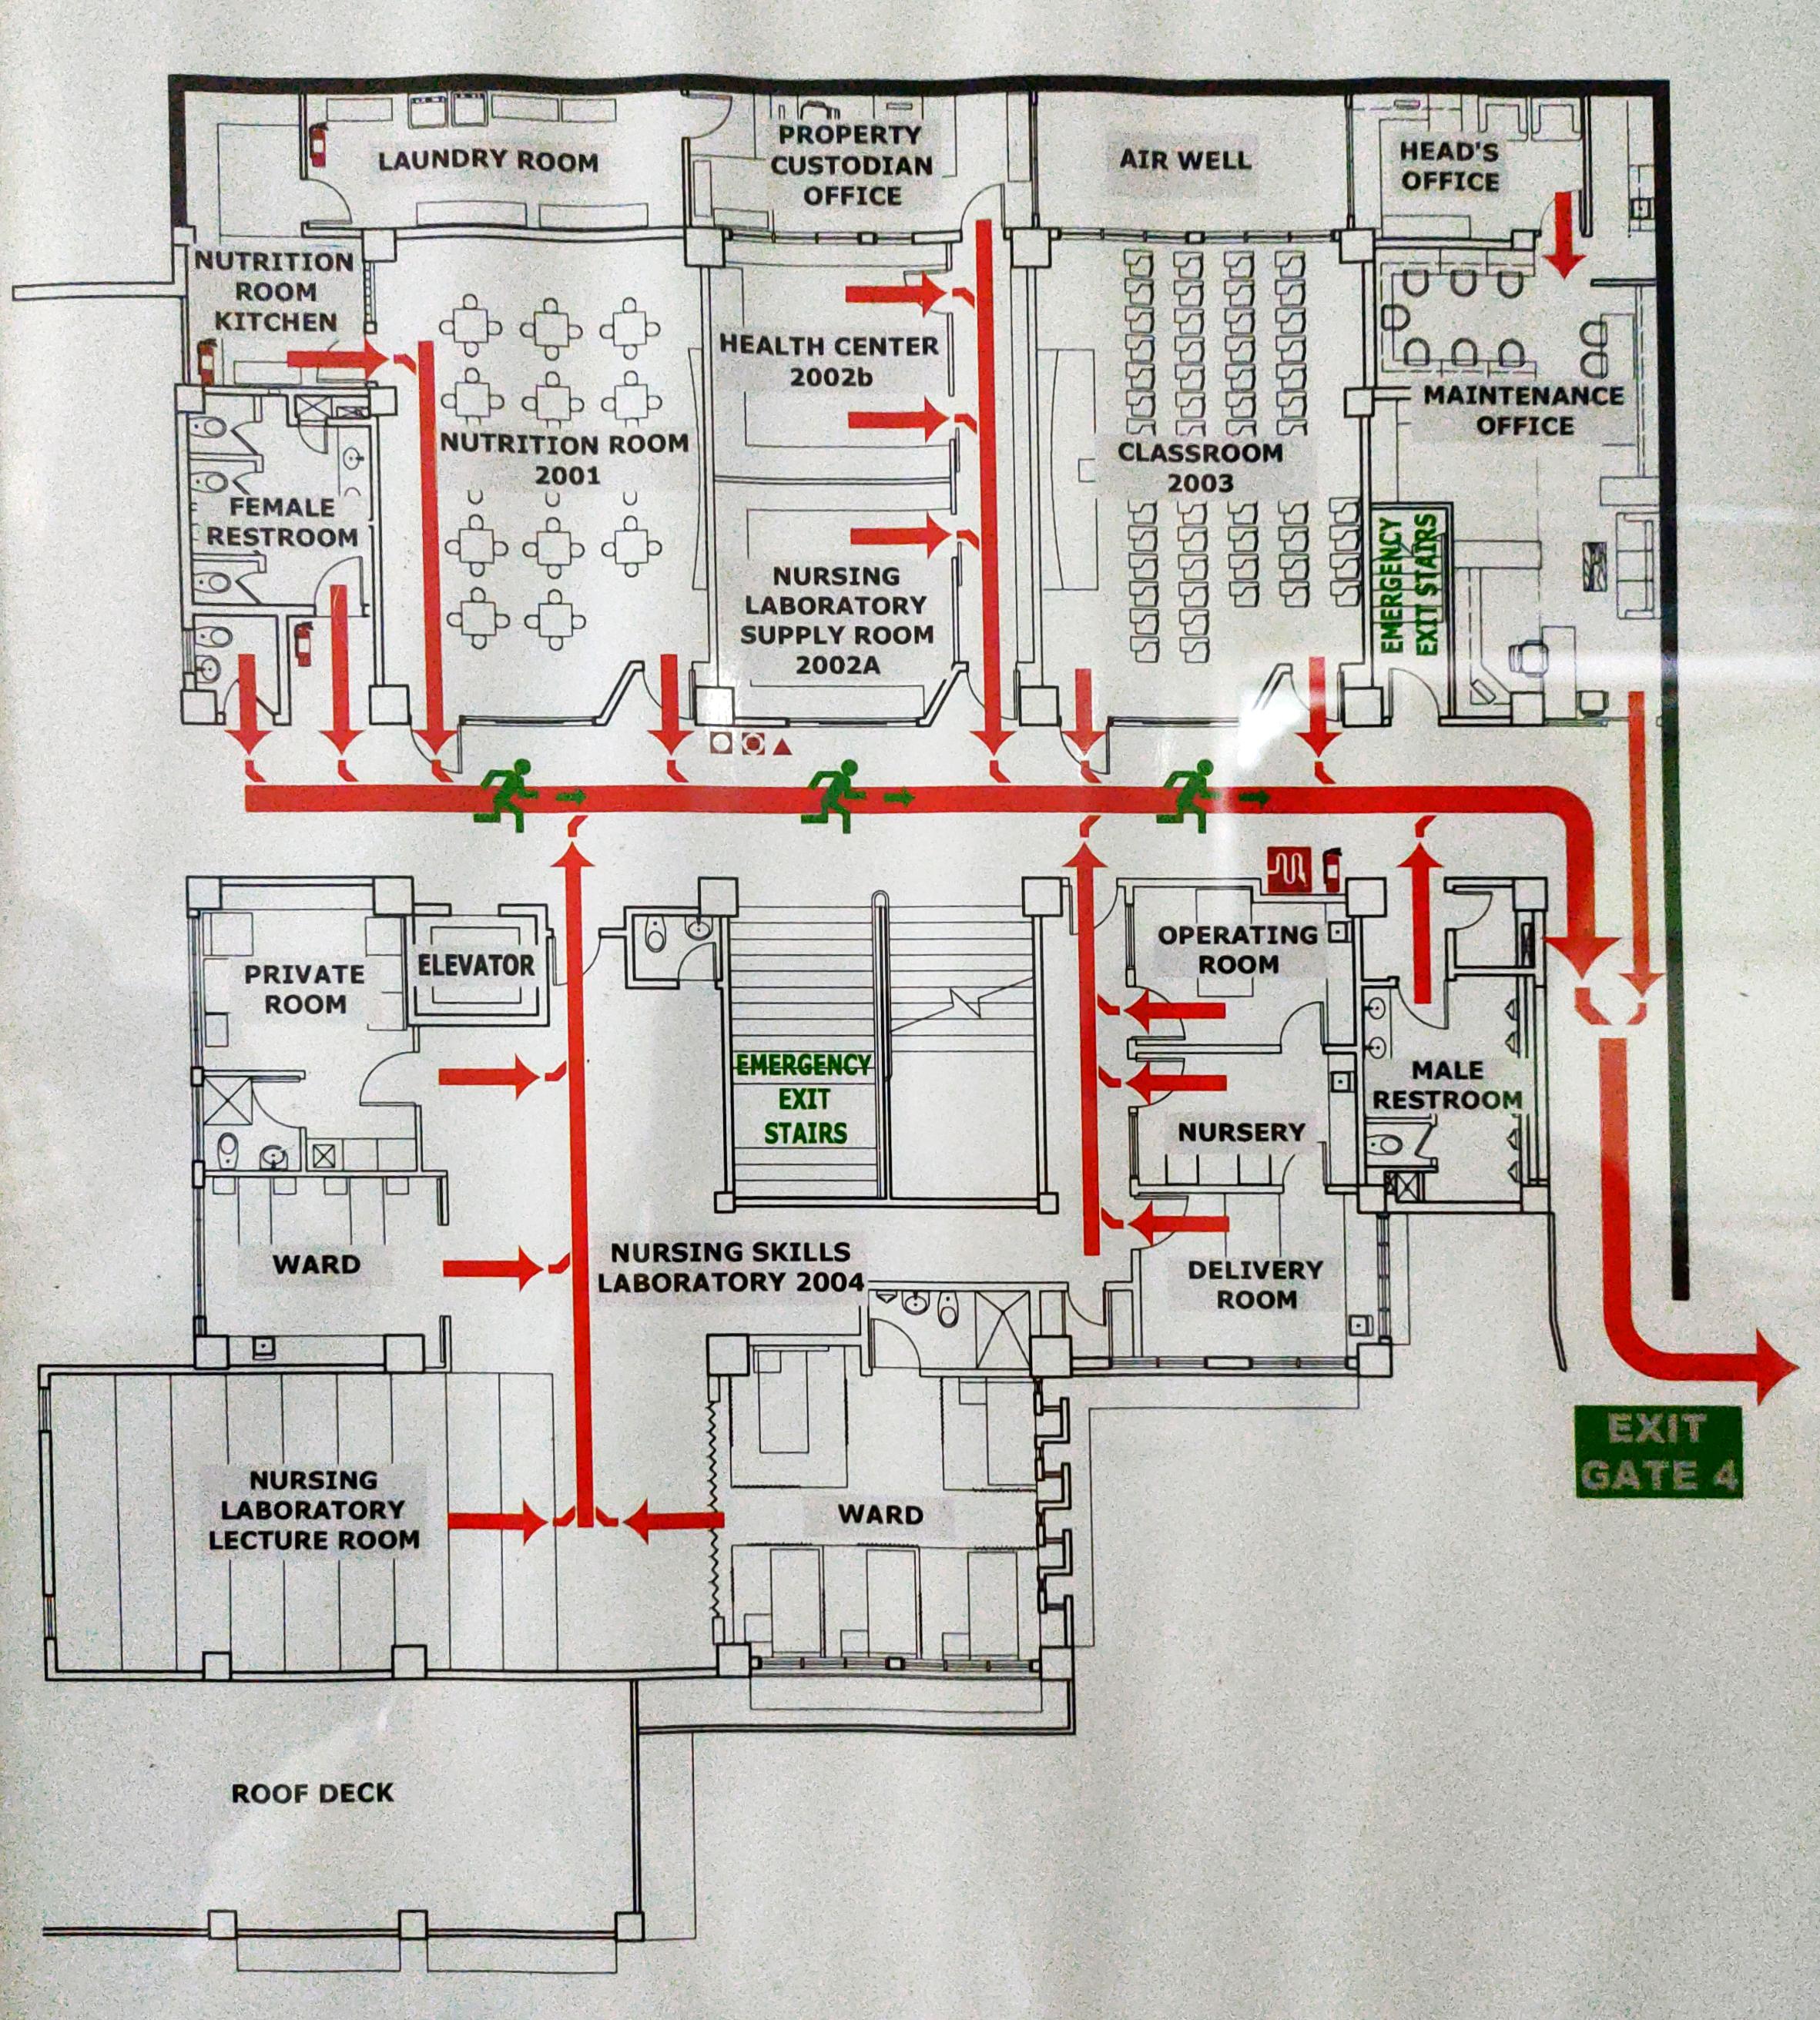 LAUNDRY ROOM
PROPERTY
CUSTODIAN
OFFICE
AIR WELL
HEAD'S
OFFICE
NUTRITION
ROOM
KITCHEN
HEALTH CENTER
2002b
MAINTENANCE
OFFICE
NUTRITION ROOM
2001
CLASSROOM
2003
FEMALE
RESTROOM
EMERGENCY
EXIT STAIRS
NURSING
LABORATORY
SUPPLY ROOM
2002A
PRIVATE
ROOM
ELEVATOR
OPERATING
ROOM
EMERGENCY
EXIT
STAIRS
MALE
RESTROOM
NURSERY
WARD
NURSING SKILLS
LABORATORY 2004
DELIVERY
ROOM
EXIT
GATE 4
NURSING
LABORATORY
LECTURE ROOM
WARD
ROOF DECK